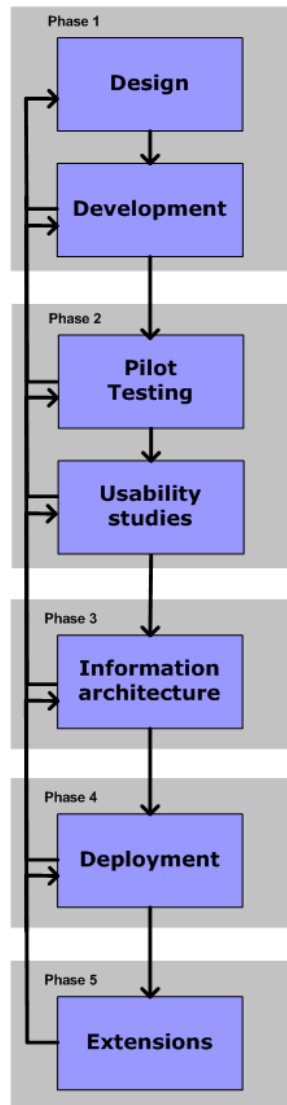 Phase 1
Design
Development
Phase 2
Pilot
Testing
Usability
studies
Phase 3
Information
architecture
Phase 4
Deployment
Phase 5
Extensions